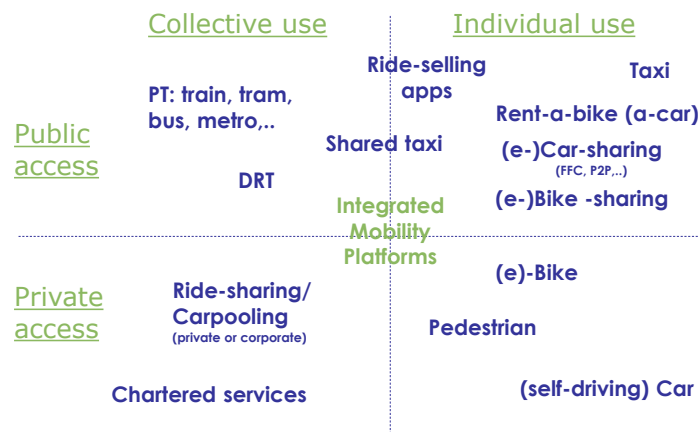 Collective use
Individual use
Ride-selling
apps
Taxi
PT: train, tram,
bus, metro,..
Rent-a-bike (a-car)
Public
access
Shared taxi
(e-)Car-sharing
(FFC, P2P,..)
DRT
(e-)Bike -sharing
Integrated
Mobility
Platforms
(e)-Bike
Private
access
Ride-sharing/
Carpooling
(private or corporate)
Pedestrian
Chartered services
(self-driving) Car